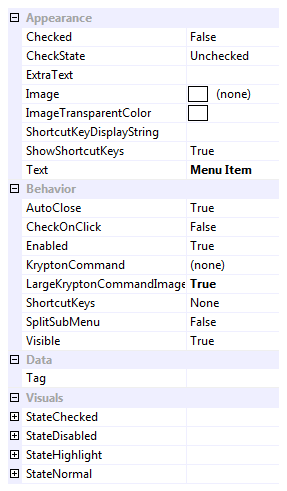 Appearance
Checked False
CheckState Unchecked
ExtraText
Image (none)
ImageTransparentColor
ShortcutKeyDisplayString
ShowShortcutKeys True
Text Menu Item
Behavior
AutoClose True
CheckOnClick False
Enabled True
KryptonCommand (none)
LargeKryptonCommandImage True
ShortcutKeys None
SplitSubMenu False
Visible True
Data
Tag
Visuals
StateChecked
StateDisabled
StateHighlight
StateNormal